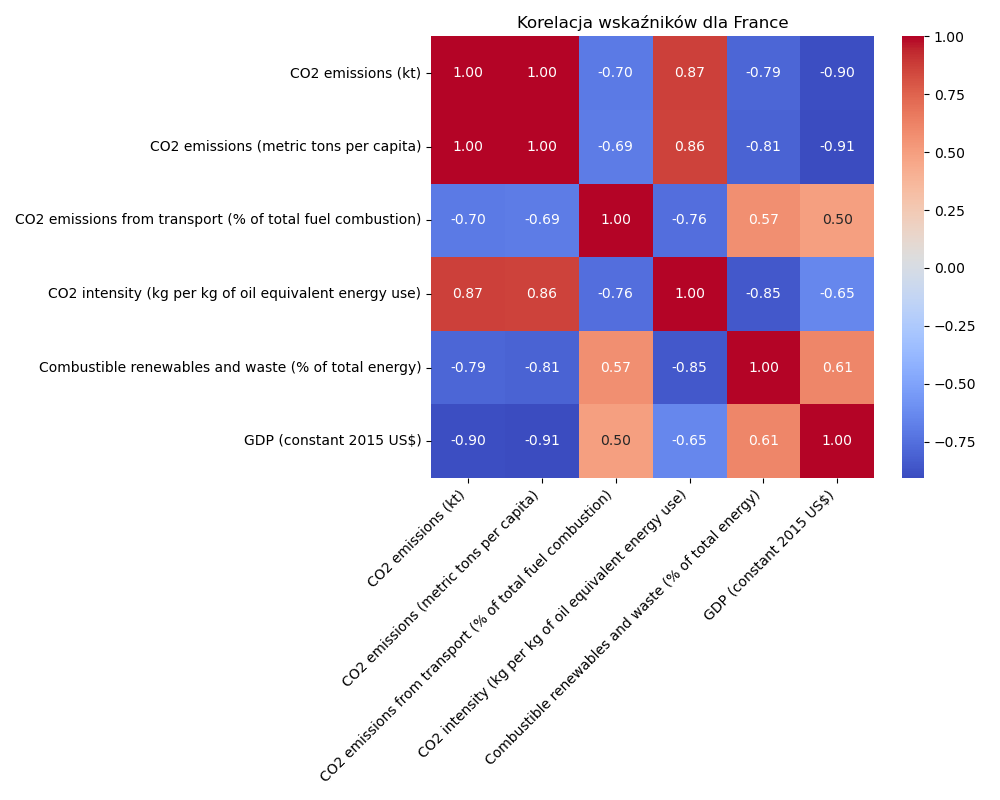 Korelacja wskaźników dla France
CO2 emissions (kt)
1.00 1.00 -0.70 0.87 -0.79 -0.90
CO2 emissions (metric tons per capita)
1.00 1.00 -0.69 0.86 -0.81 -0.91
CO2 emissions from transport (% of total fuel combustion)
-0.70 -0.69 1.00 -0.76 0.57 0.50
CO2 intensity (kg per kg of oil equivalent energy use)
0.87 0.86 -0.76 1.00 -0.85 -0.65
Combustible renewables and waste (% of total energy)
-0.79 -0.81 0.57 -0.85 1.00 0.61
GDP (constant 2015 US$)
-0.90 -0.91 0.50 -0.65 0.61 1.00
CO2 emissions (kt)
CO2 emissions (metric tons per capita)
CO2 emissions from transport (% of total fuel combustion)
CO2 intensity (kg per kg of oil equivalent energy use)
Combustible renewables and waste (% of total energy)
GDP (constant 2015 US$)
1.00
0.75
0.50
0.25
0.00
−0.25
−0.50
−0.75